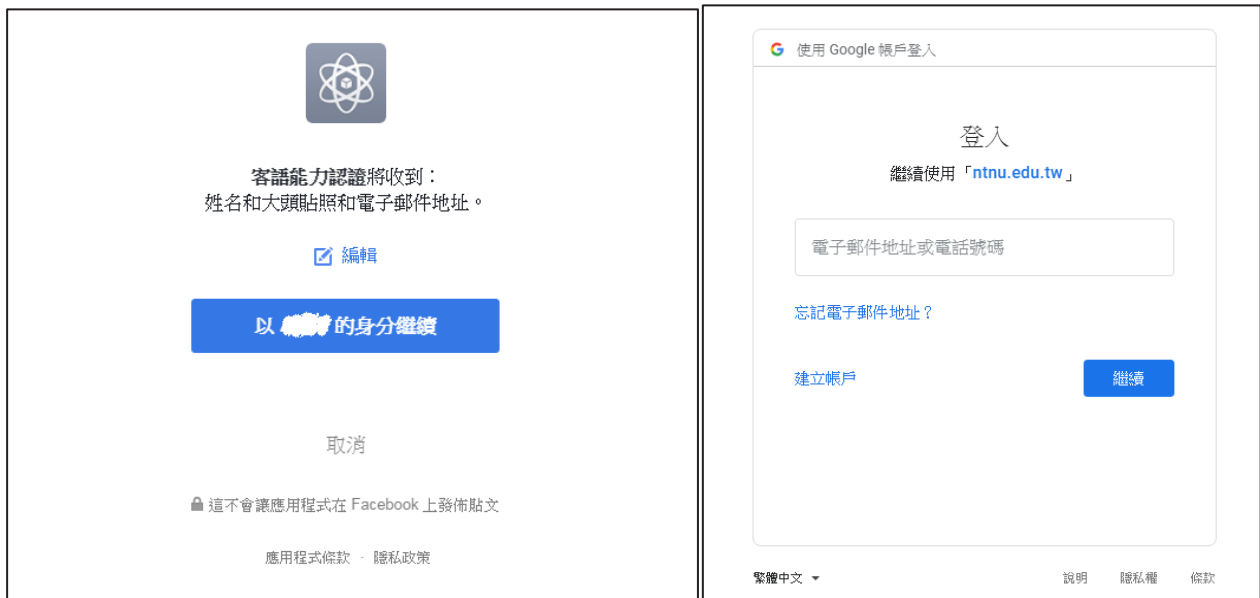 客語能力認證將收到：
姓名和大頭貼照和電子郵件地址。
編輯
以 的身分繼續
取消
這不會讓應用程式在 Facebook 上發佈貼文
應用程式條款 · 隱私政策
使用 Google 帳戶登入
登入
繼續使用「ntnu.edu.tw」
電子郵件地址或電話號碼
忘記電子郵件地址？
建立帳戶
繼續
繁體中文
說明 隱私權 條款